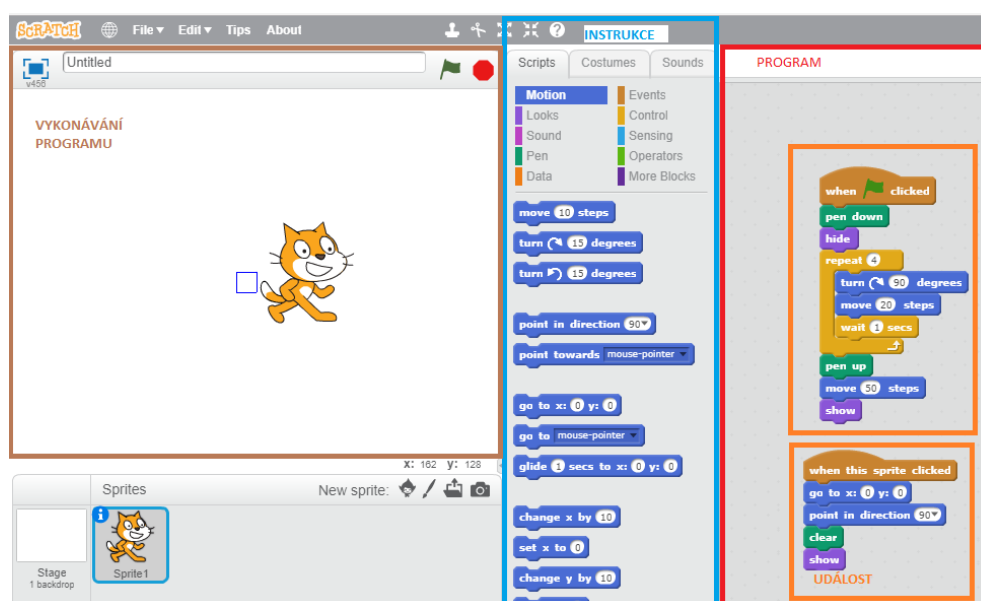 SCRATCH File Edit Tips About
INSTRUKCE
Untitled
v456
VYKONÁVÁNÍ
PROGRAMU
X: 162 Y: 128
Sprites New sprite:
Stage
1 backdrop
Sprite1
Scripts Costumes Sounds
Motion Events
Looks Control
Sound Sensing
Pen Operators
Data More Blocks
move 10 steps
turn 15 degrees
turn 15 degrees
point in direction 90
point towards mouse-pointer
go to x: 0 y: 0
go to mouse-pointer
glide 1 secs to x: 0 y: 0
change x by 10
set x to 0
change y by 10
PROGRAM
when clicked
pen down
hide
repeat 4
turn 90 degrees
move 20 steps
wait 1 secs
pen up
move 50 steps
show
when this sprite clicked
go to x: 0 y: 0
point in direction 90
clear
show
UDÁLOST